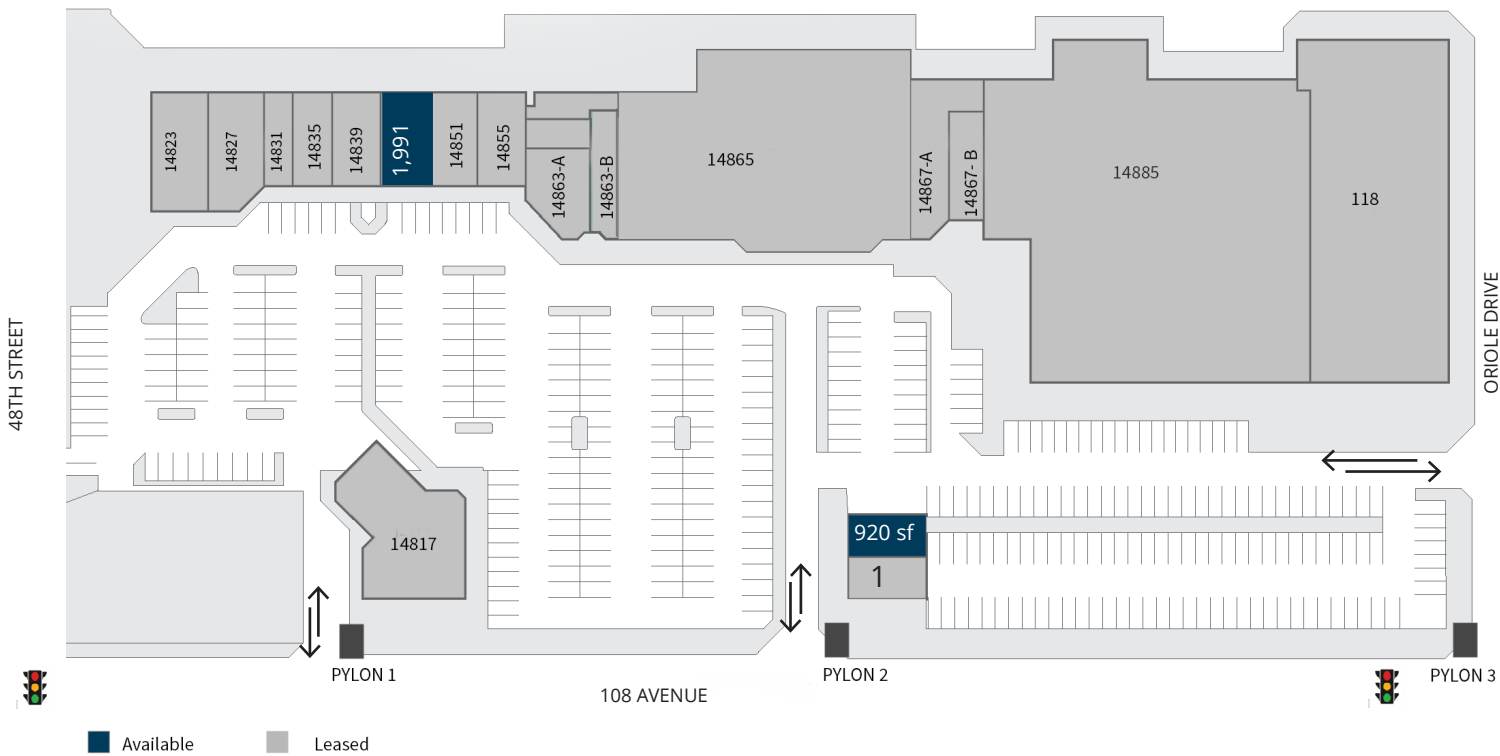 14823
14827
14831
14835
14839
1,991
14851
14855
14863-A
14863-B
14865
14867-A
14867- B
14885
118
48TH STREET
ORIOLE DRIVE
14817
920 sf
1
PYLON 1
PYLON 2
PYLON 3
108 AVENUE
Available
Leased